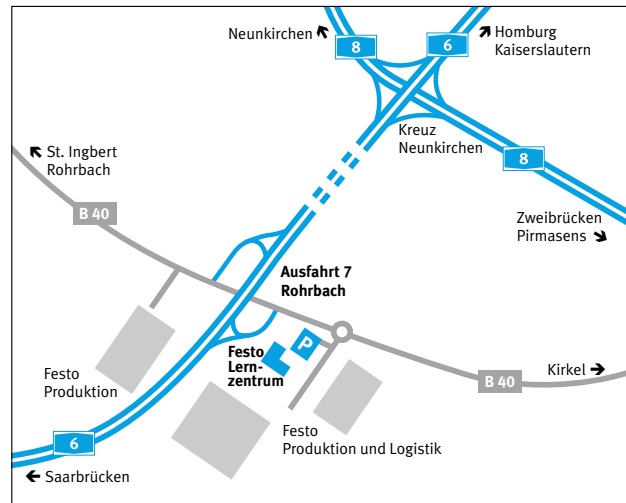 Neunkirchen
8
6
Homburg
Kaiserslautern
Kreuz
Neunkirchen
8
St. Ingbert
Rohrbach
B 40
Zweibrücken
Pirmasens
Ausfahrt 7
Rohrbach
Festo
Lern-
zentrum
P
Festo
Produktion
Kirkel
B 40
Festo
Produktion und Logistik
6
Saarbrücken